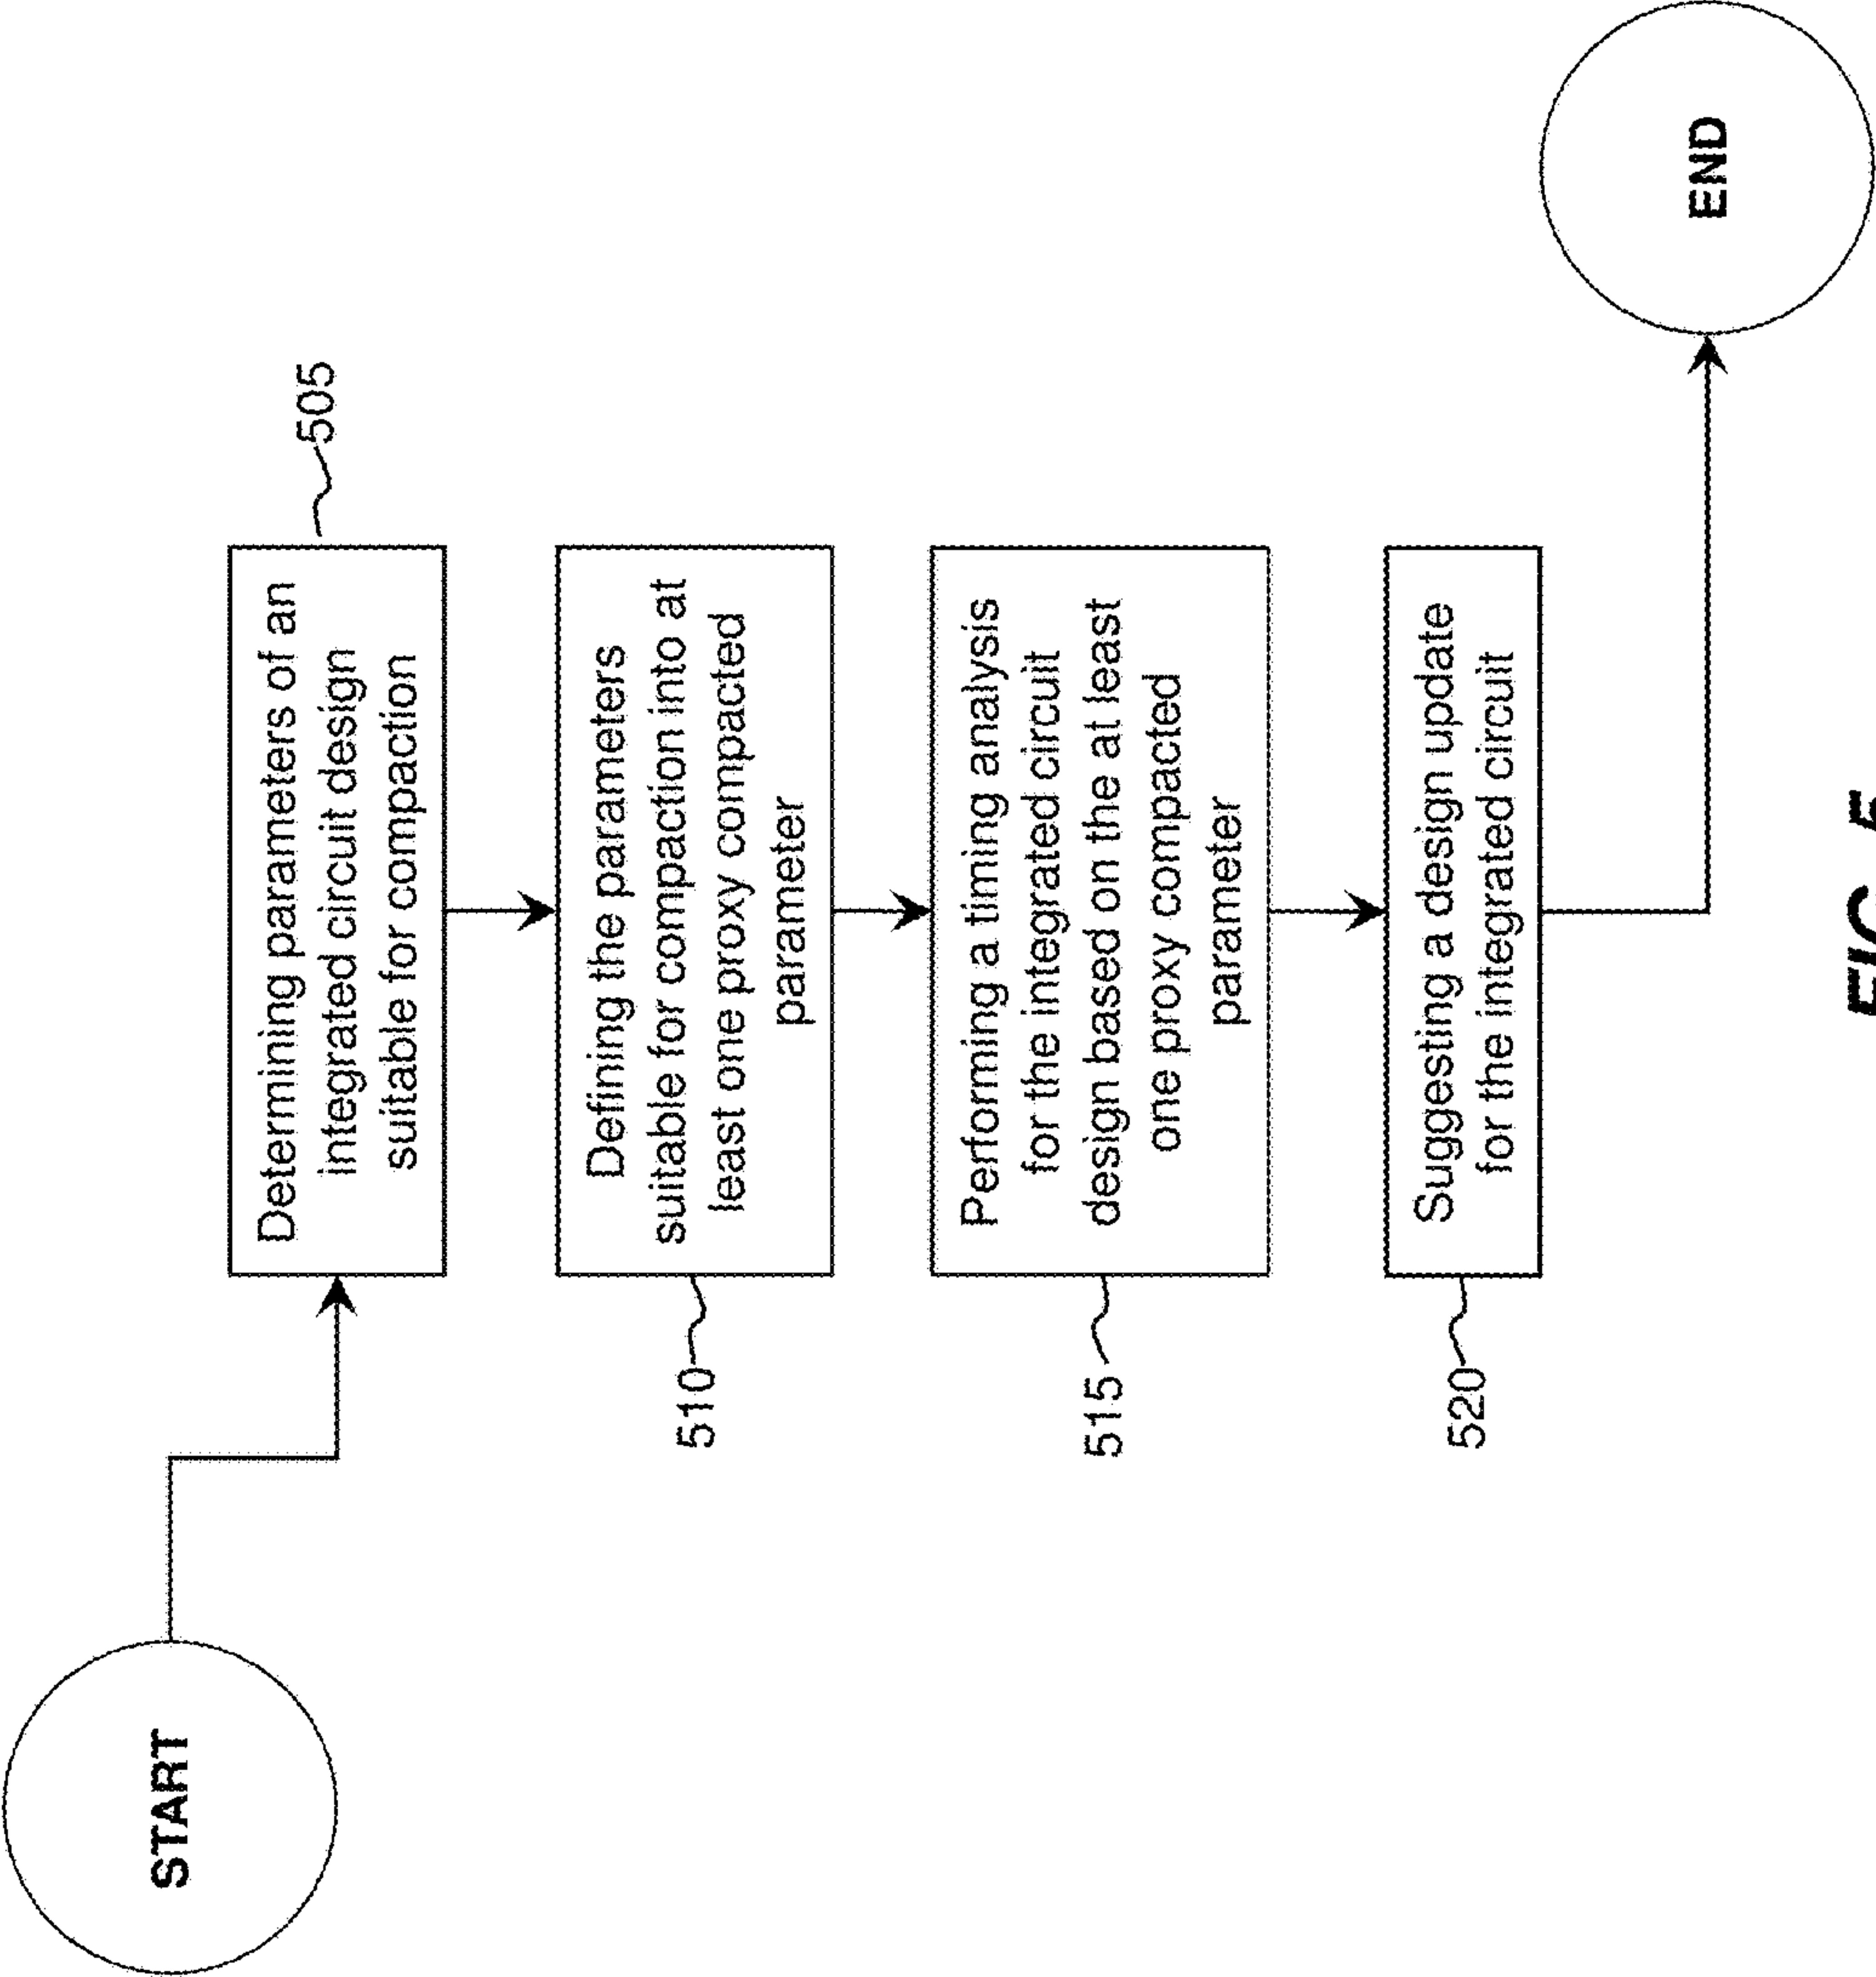 START
Determining parameters of an
integrated circuit design
suitable for compaction
505
Defining the parameters
suitable for compaction into at
least one proxy compacted
parameter
510
Performing a timing analysis
for the integrated circuit
design based on the at least
one proxy compacted
parameter
515
Suggesting a design update
for the integrated circuit
520
END
FIG. 5